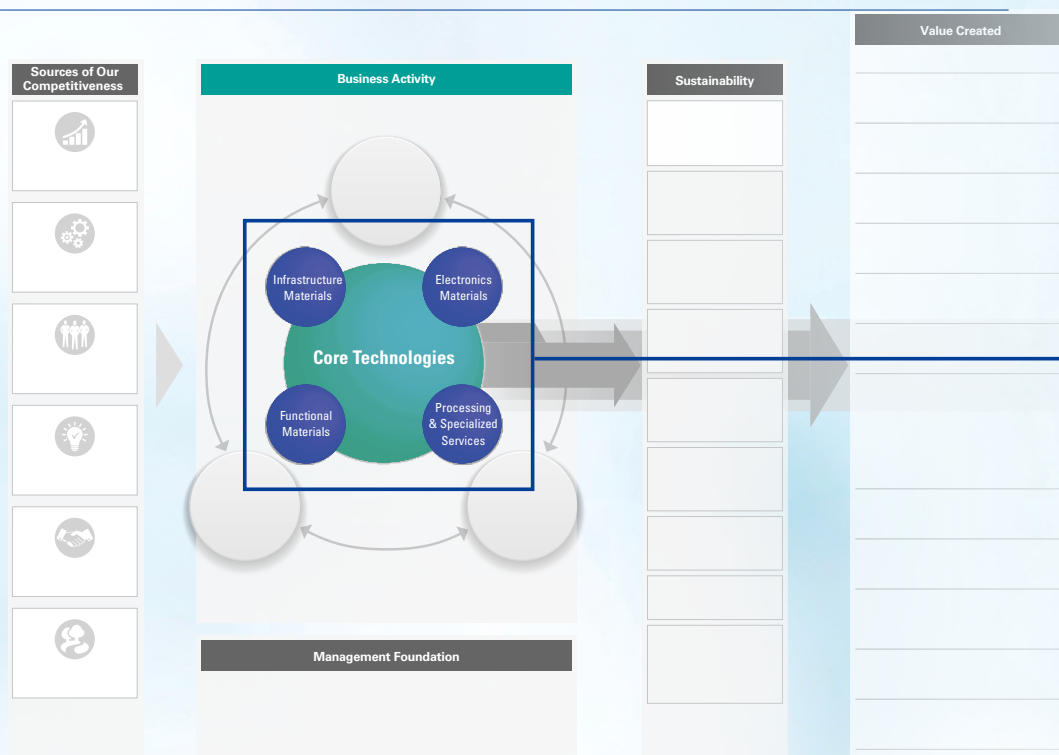 Value Created
Sources of Our
Competitiveness
Business Activity
Sustainability
Infrastructure
Materials
Electronics
Materials
Core Technologies
Functional
Materials
Processing
& Specialized
Services
Management Foundation